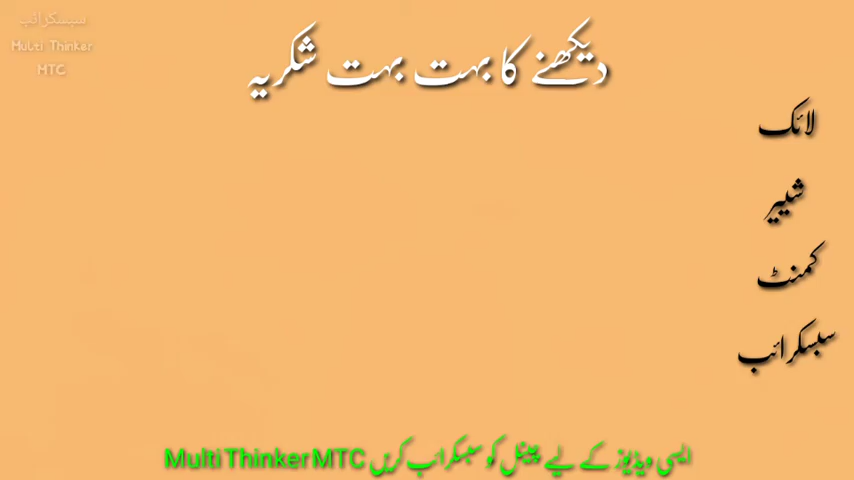 سبسکرائب
Multi Thinker
MTC
دیکھنے کا بہت بہت شکریہ
لائک
شییر
کمنٹ
سبسکرائب
ایسی ویڈیوز کے لیے چینل کو سبسکرائب کریں Multi Thinker MTC